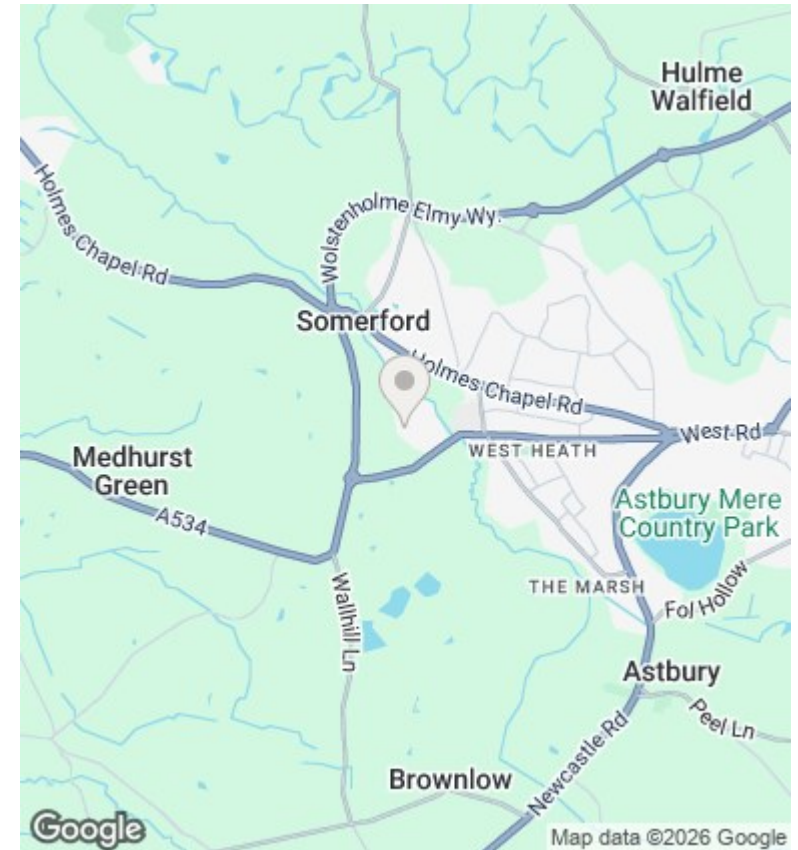 Hulme
Walfield
Holmes Chapel Rd
Wolstenholme Elmy Wy.
Somerford
Holmes Chapel Rd
West Rd
WEST HEATH
Medhurst
Green
A534
Astbury Mere
Country Park
THE MARSH
Fol Hollow
Wallhill Ln
Astbury
Peel Ln
Newcastle Rd
Brownlow
Google
Map data ©2026 Google